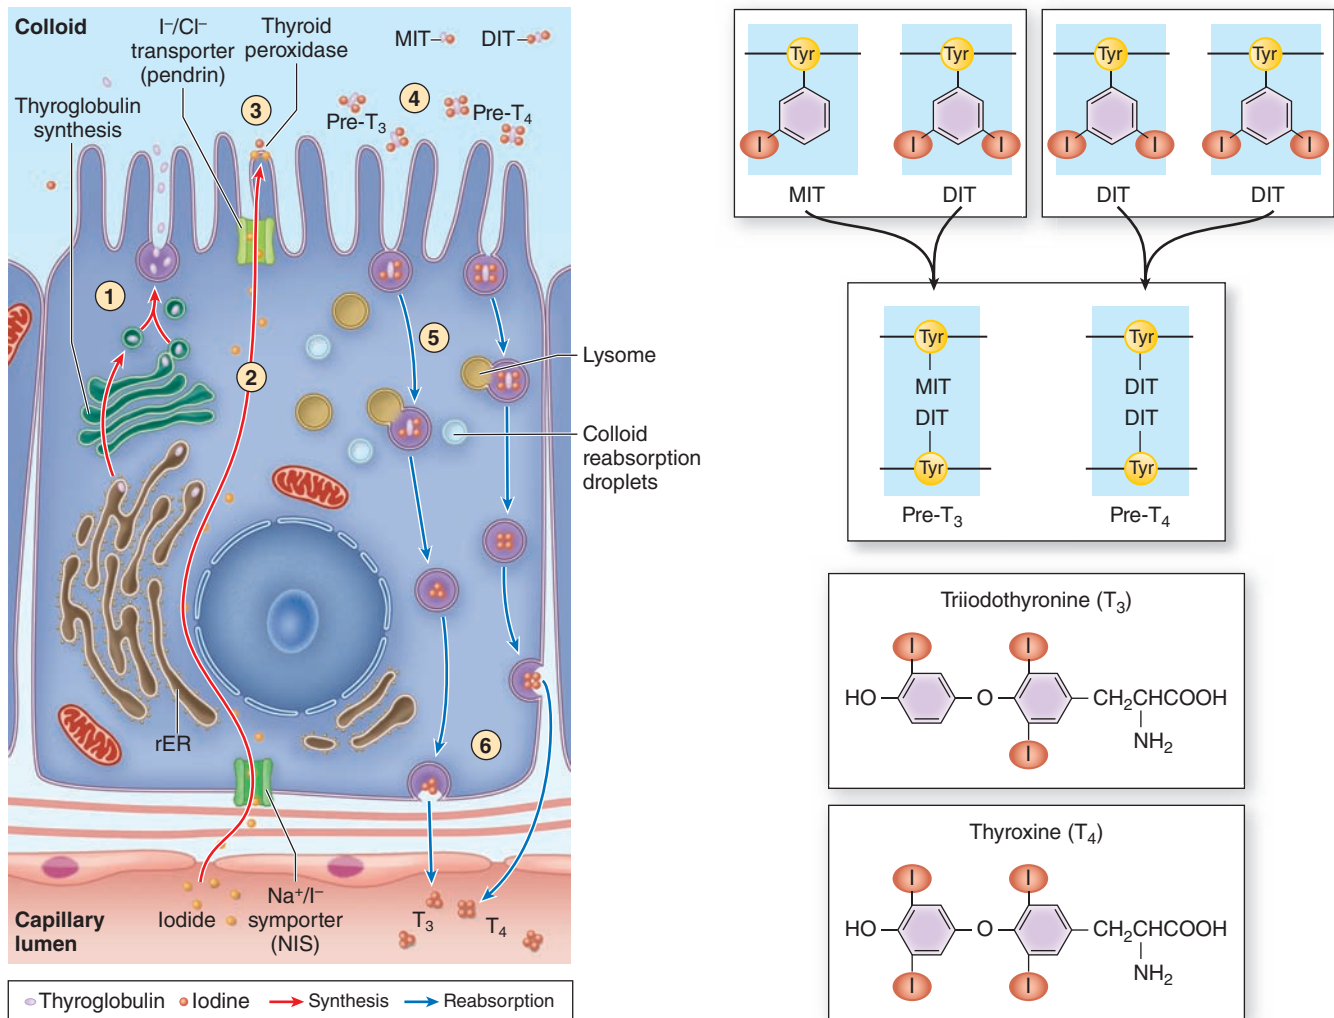 Colloid
I⁻/Cl⁻
transporter
(pendrin)
Thyroid
peroxidase
MIT
DIT
Thyroglobulin
synthesis
3
4
Pre-T₃
Pre-T₄
1
5
2
Lysome
Colloid
reabsorption
droplets
rER
6
Capillary
lumen
Iodide
Na⁺/I⁻
symporter
(NIS)
T₃
T₄
Thyroglobulin
Iodine
Synthesis
Reabsorption
Tyr
Tyr
Tyr
Tyr
I
I
I
I
I
I
I
MIT
DIT
DIT
DIT
Tyr
Tyr
MIT
DIT
DIT
DIT
Tyr
Tyr
Pre-T₃
Pre-T₄
Triiodothyronine (T₃)
I
I
HO
O
CH₂CHCOOH
I
NH₂
Thyroxine (T₄)
I
I
HO
O
CH₂CHCOOH
NH₂
I
I